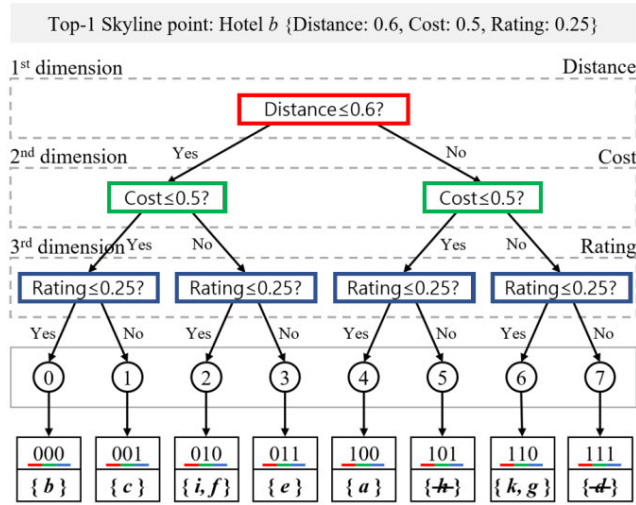 Top-1 Skyline point: Hotel b {Distance: 0.6, Cost: 0.5, Rating: 0.25}
1st dimension Distance
Distance≤0.6?
Yes No
2nd dimension Cost
Cost≤0.5? Cost≤0.5?
Yes No Yes No
3rd dimension Rating
Rating≤0.25? Rating≤0.25? Rating≤0.25? Rating≤0.25?
Yes No Yes No Yes No Yes No
0 1 2 3 4 5 6 7
000 001 010 011 100 101 110 111
{b} {c} {i, f} {e} {a} {h} {k, g} {d}